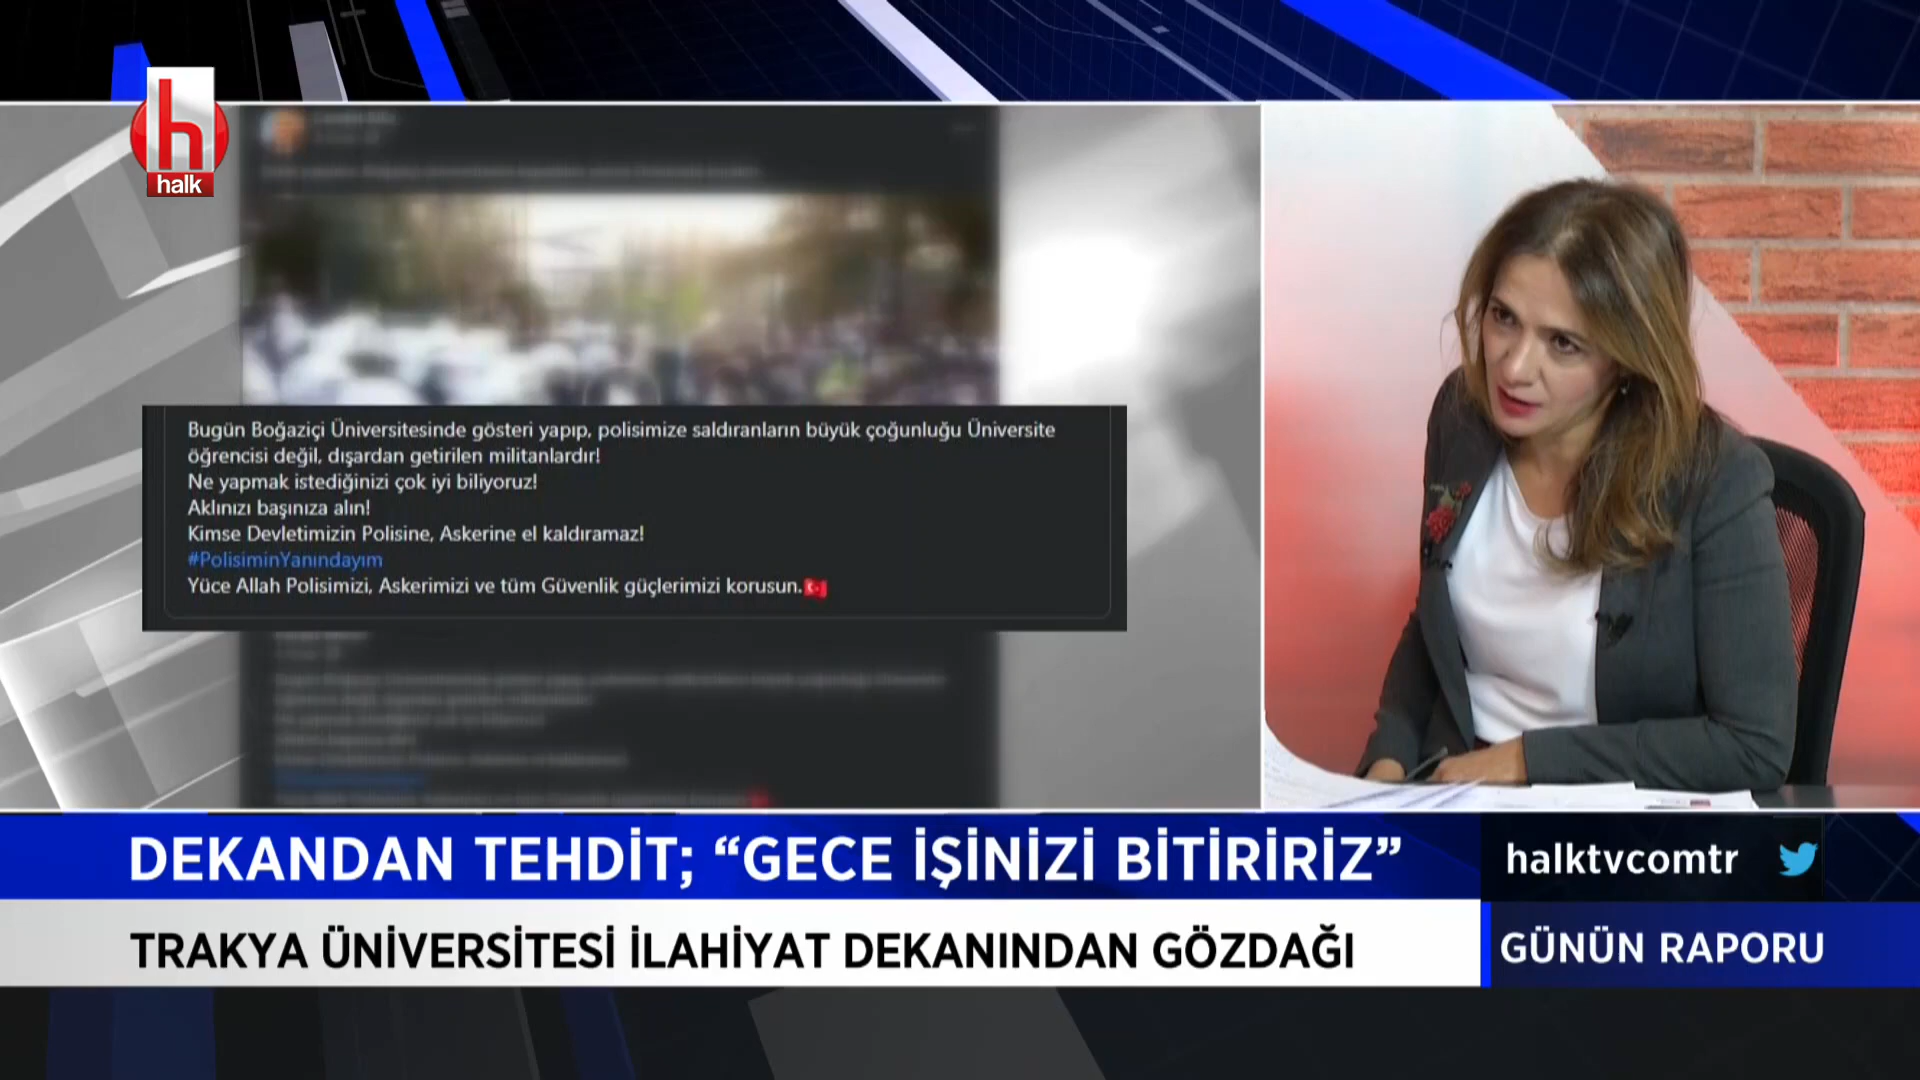 h
halk
Bugün Boğaziçi Üniversitesinde gösteri yapıp, polisimize saldıranların büyük çoğunluğu Üniversite
öğrencisi değil, dışardan getirilen militanlardır!
Ne yapmak istediğinizi çok iyi biliyoruz!
Aklınızı başınıza alın!
Kimse Devletimizin Polisine, Askerine el kaldıramaz!
#PolisiminYanındayım
Yüce Allah Polisimizi, Askerimizi ve tüm Güvenlik güçlerimizi korusun.
DEKANDAN TEHDİT; “GECE İŞİNİZİ BİTİRİRİZ”
halktvcomtr
TRAKYA ÜNİVERSİTESİ İLAHİYAT DEKANINDAN GÖZDAĞI
GÜNÜN RAPORU